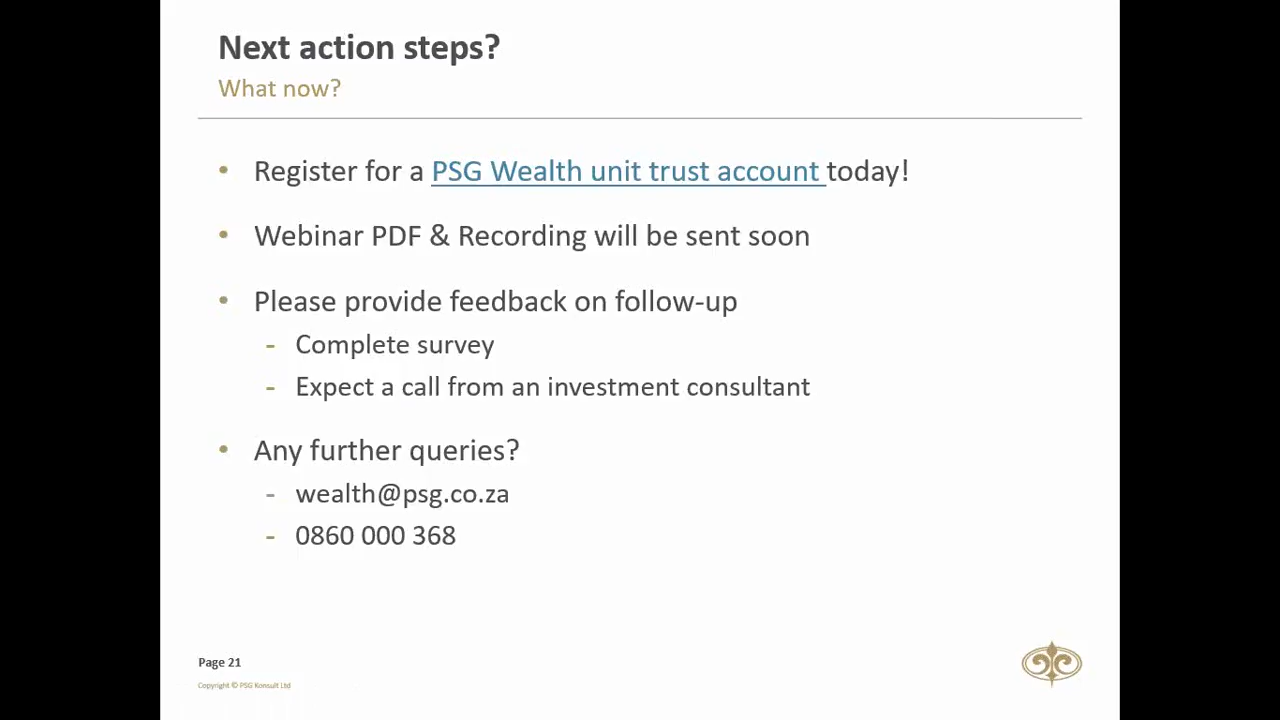 Next action steps?
What now?
• Register for a PSG Wealth unit trust account today!
• Webinar PDF & Recording will be sent soon
• Please provide feedback on follow-up
- Complete survey
- Expect a call from an investment consultant
• Any further queries?
- wealth@psg.co.za
- 0860 000 368
Page 21
Copyright © PSG Konsult Ltd